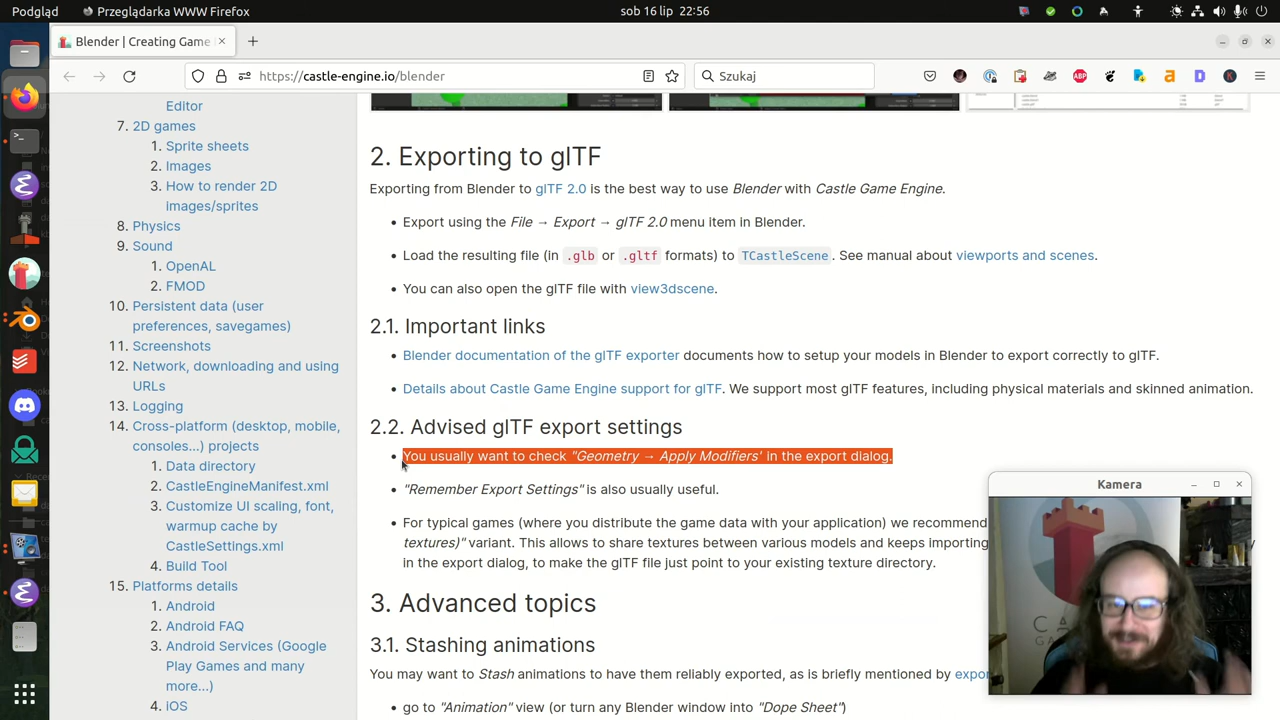 Podgląd
Przeglądarka WWW Firefox
sob 16 lip 22:56
Blender | Creating Game
https://castle-engine.io/blender
Szukaj
Editor
7. 2D games
1. Sprite sheets
2. Images
3. How to render 2D
images/sprites
8. Physics
9. Sound
1. OpenAL
2. FMOD
10. Persistent data (user
preferences, savegames)
11. Screenshots
12. Network, downloading and using
URLs
13. Logging
14. Cross-platform (desktop, mobile,
consoles...) projects
1. Data directory
2. CastleEngineManifest.xml
3. Customize UI scaling, font,
warmup cache by
CastleSettings.xml
4. Build Tool
15. Platforms details
1. Android
2. Android FAQ
3. Android Services (Google
Play Games and many
more...)
4. iOS
2. Exporting to glTF
Exporting from Blender to glTF 2.0 is the best way to use Blender with Castle Game Engine.
• Export using the File → Export → glTF 2.0 menu item in Blender.
• Load the resulting file (in .glb or .gltf formats) to TCastleScene. See manual about viewports and scenes.
• You can also open the glTF file with view3dscene.
2.1. Important links
• Blender documentation of the glTF exporter documents how to setup your models in Blender to export correctly to glTF.
• Details about Castle Game Engine support for glTF. We support most glTF features, including physical materials and skinned animation.
2.2. Advised glTF export settings
• You usually want to check "Geometry → Apply Modifiers" in the export dialog.
• "Remember Export Settings" is also usually useful.
• For typical games (where you distribute the game data with your application) we recommend
textures)" variant. This allows to share textures between various models and keeps importing
in the export dialog, to make the glTF file just point to your existing texture directory.
3. Advanced topics
3.1. Stashing animations
You may want to Stash animations to have them reliably exported, as is briefly mentioned by expor
• go to "Animation" view (or turn any Blender window into "Dope Sheet")
Kamera